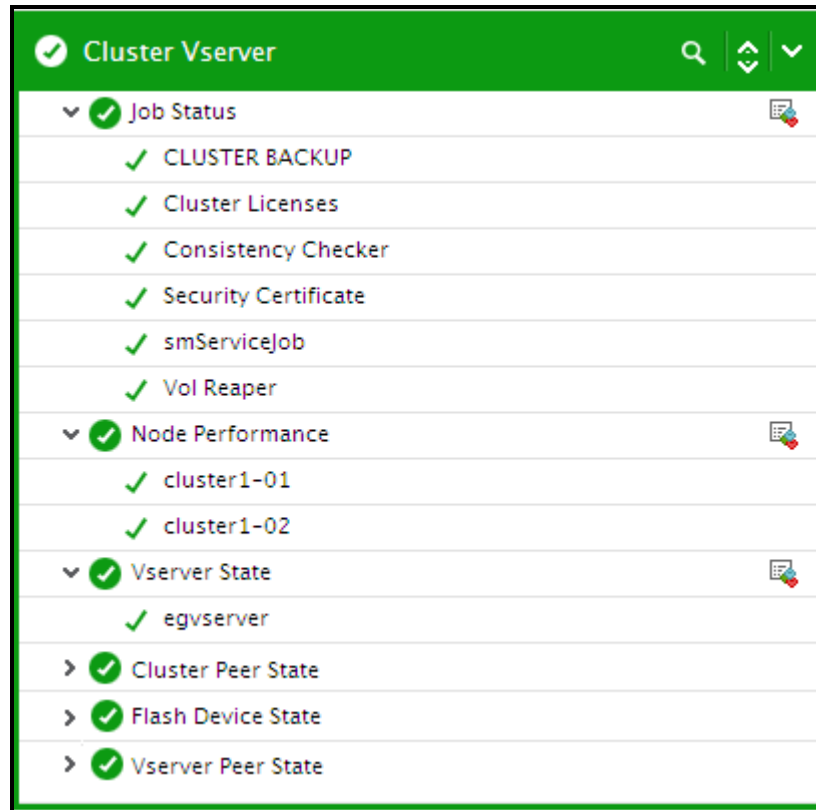 Cluster Vserver
Job Status
CLUSTER BACKUP
Cluster Licenses
Consistency Checker
Security Certificate
smServiceJob
Vol Reaper
Node Performance
cluster1-01
cluster1-02
Vserver State
egvserver
Cluster Peer State
Flash Device State
Vserver Peer State